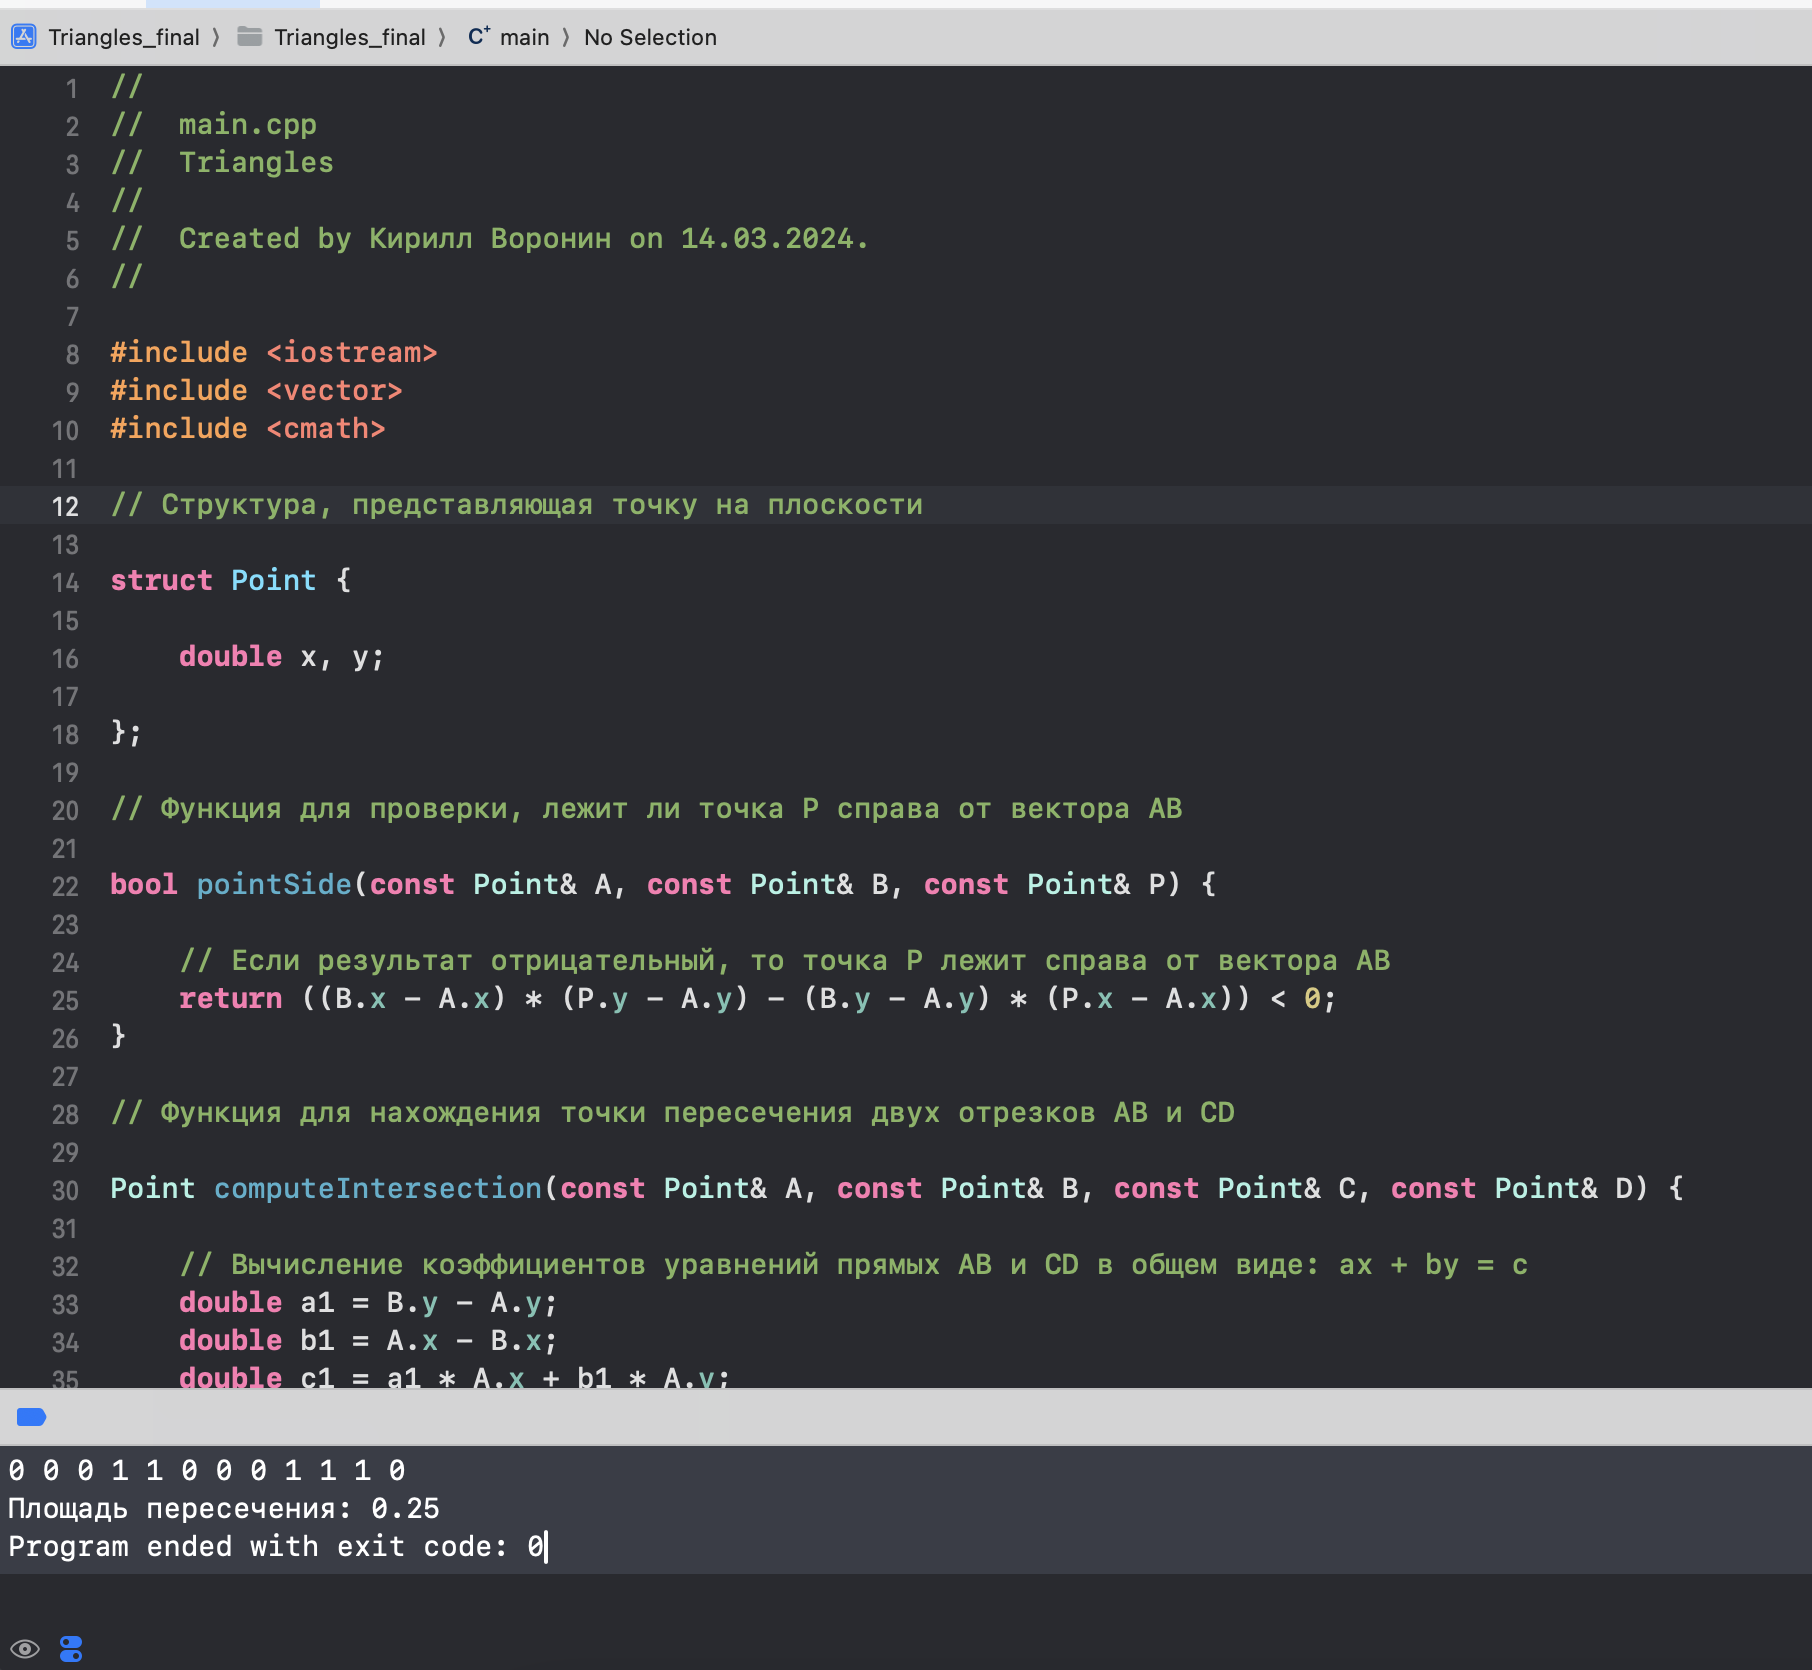 Triangles_final 〉 Triangles_final 〉 C+ main 〉 No Selection
1 //
2 //  main.cpp
3 //  Triangles
4 //
5 //  Created by Кирилл Воронин on 14.03.2024.
6 //
7
8 #include <iostream>
9 #include <vector>
10 #include <cmath>
11
12 // Структура, представляющая точку на плоскости
13
14 struct Point {
15
16     double x, y;
17
18 };
19
20 // Функция для проверки, лежит ли точка P справа от вектора AB
21
22 bool pointSide(const Point& A, const Point& B, const Point& P) {
23
24     // Если результат отрицательный, то точка P лежит справа от вектора AB
25     return ((B.x - A.x) * (P.y - A.y) - (B.y - A.y) * (P.x - A.x)) < 0;
26 }
27
28 // Функция для нахождения точки пересечения двух отрезков AB и CD
29
30 Point computeIntersection(const Point& A, const Point& B, const Point& C, const Point& D) {
31
32     // Вычисление коэффициентов уравнений прямых AB и CD в общем виде: ax + by = c
33     double a1 = B.y - A.y;
34     double b1 = A.x - B.x;
35     double c1 = a1 * A.x + b1 * A.y;
0 0 0 1 1 0 0 0 1 1 1 0
Площадь пересечения: 0.25
Program ended with exit code: 0